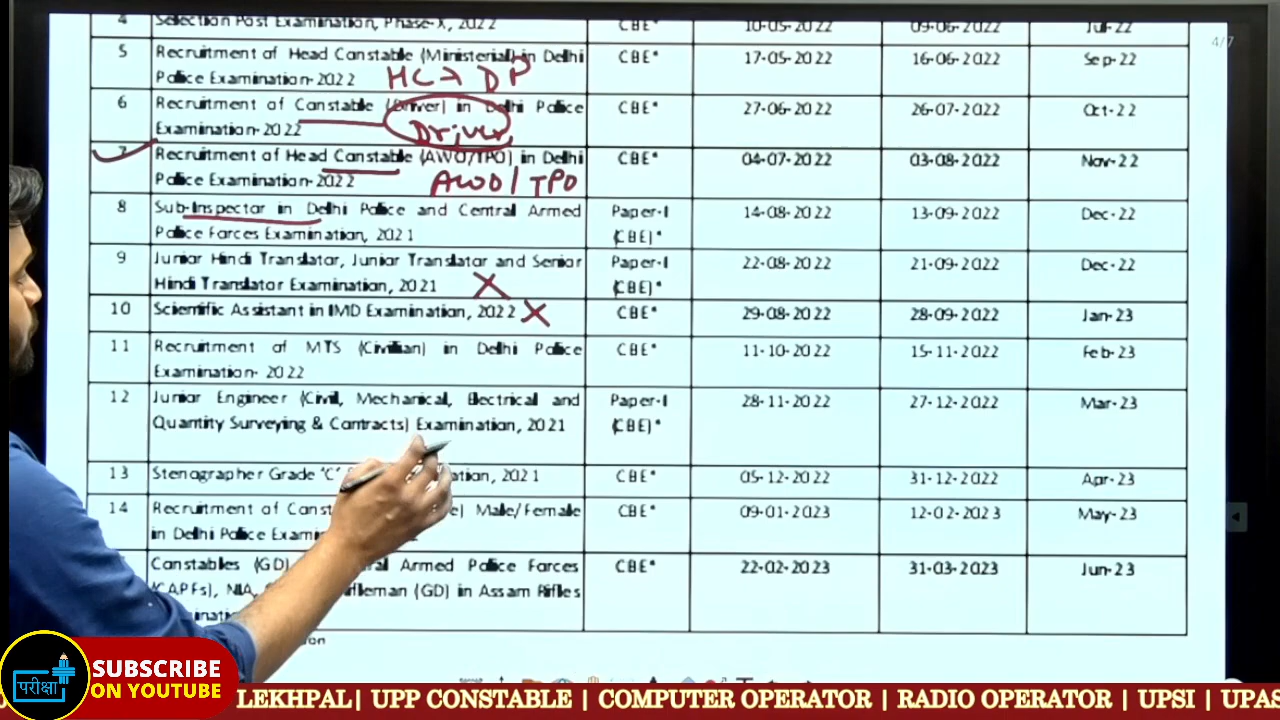 4 Selection Post Examination, Phase-X, 2022 CBE* 10-05-2022 09-06-2022 Jul-22
4/7
5 Recruitment of Head Constable (Ministerial) in Delhi CBE* 17-05-2022 16-06-2022 Sep-22
Police Examination-2022 HC → DP
6 Recruitment of Constable (Driver) in Delhi Police CBE* 27-06-2022 26-07-2022 Oct-22
Examination-2022 Driver
7 Recruitment of Head Constable (AWO/TPO) in Delhi CBE* 04-07-2022 03-08-2022 Nov-22
Police Examination-2022 AWO/TPO
8 Sub-Inspector in Delhi Police and Central Armed Paper-I 14-08-2022 13-09-2022 Dec-22
Police Forces Examination, 2021 (CBE)*
9 Junior Hindi Translator, Junior Translator and Senior Paper-I 22-08-2022 21-09-2022 Dec-22
Hindi Translator Examination, 2021 (CBE)*
10 Scientific Assistant in IMD Examination, 2022 CBE* 29-08-2022 28-09-2022 Jan-23
11 Recruitment of MTS (Civilian) in Delhi Police CBE* 11-10-2022 15-11-2022 Feb-23
Examination-2022
12 Junior Engineer (Civil, Mechanical, Electrical and Paper-I 28-11-2022 27-12-2022 Mar-23
Quantity Surveying & Contracts) Examination, 2021 (CBE)*
13 Stenographer Grade 'C' 2021 CBE* 05-12-2022 31-12-2022 Apr-23
14 Recruitment of Male/Female CBE* 09-01-2023 12-02-2023 May-23
in Delhi Police
Constables (GD) Armed Police Forces CBE* 22-02-2023 31-03-2023 Jun-23
(CAPFs), NIA, (GD) in Assam Rifles
परीक्षा
SUBSCRIBE
ON YOUTUBE
LEKHPAL| UPP CONSTABLE | COMPUTER OPERATOR | RADIO OPERATOR | UPSI | UPAS